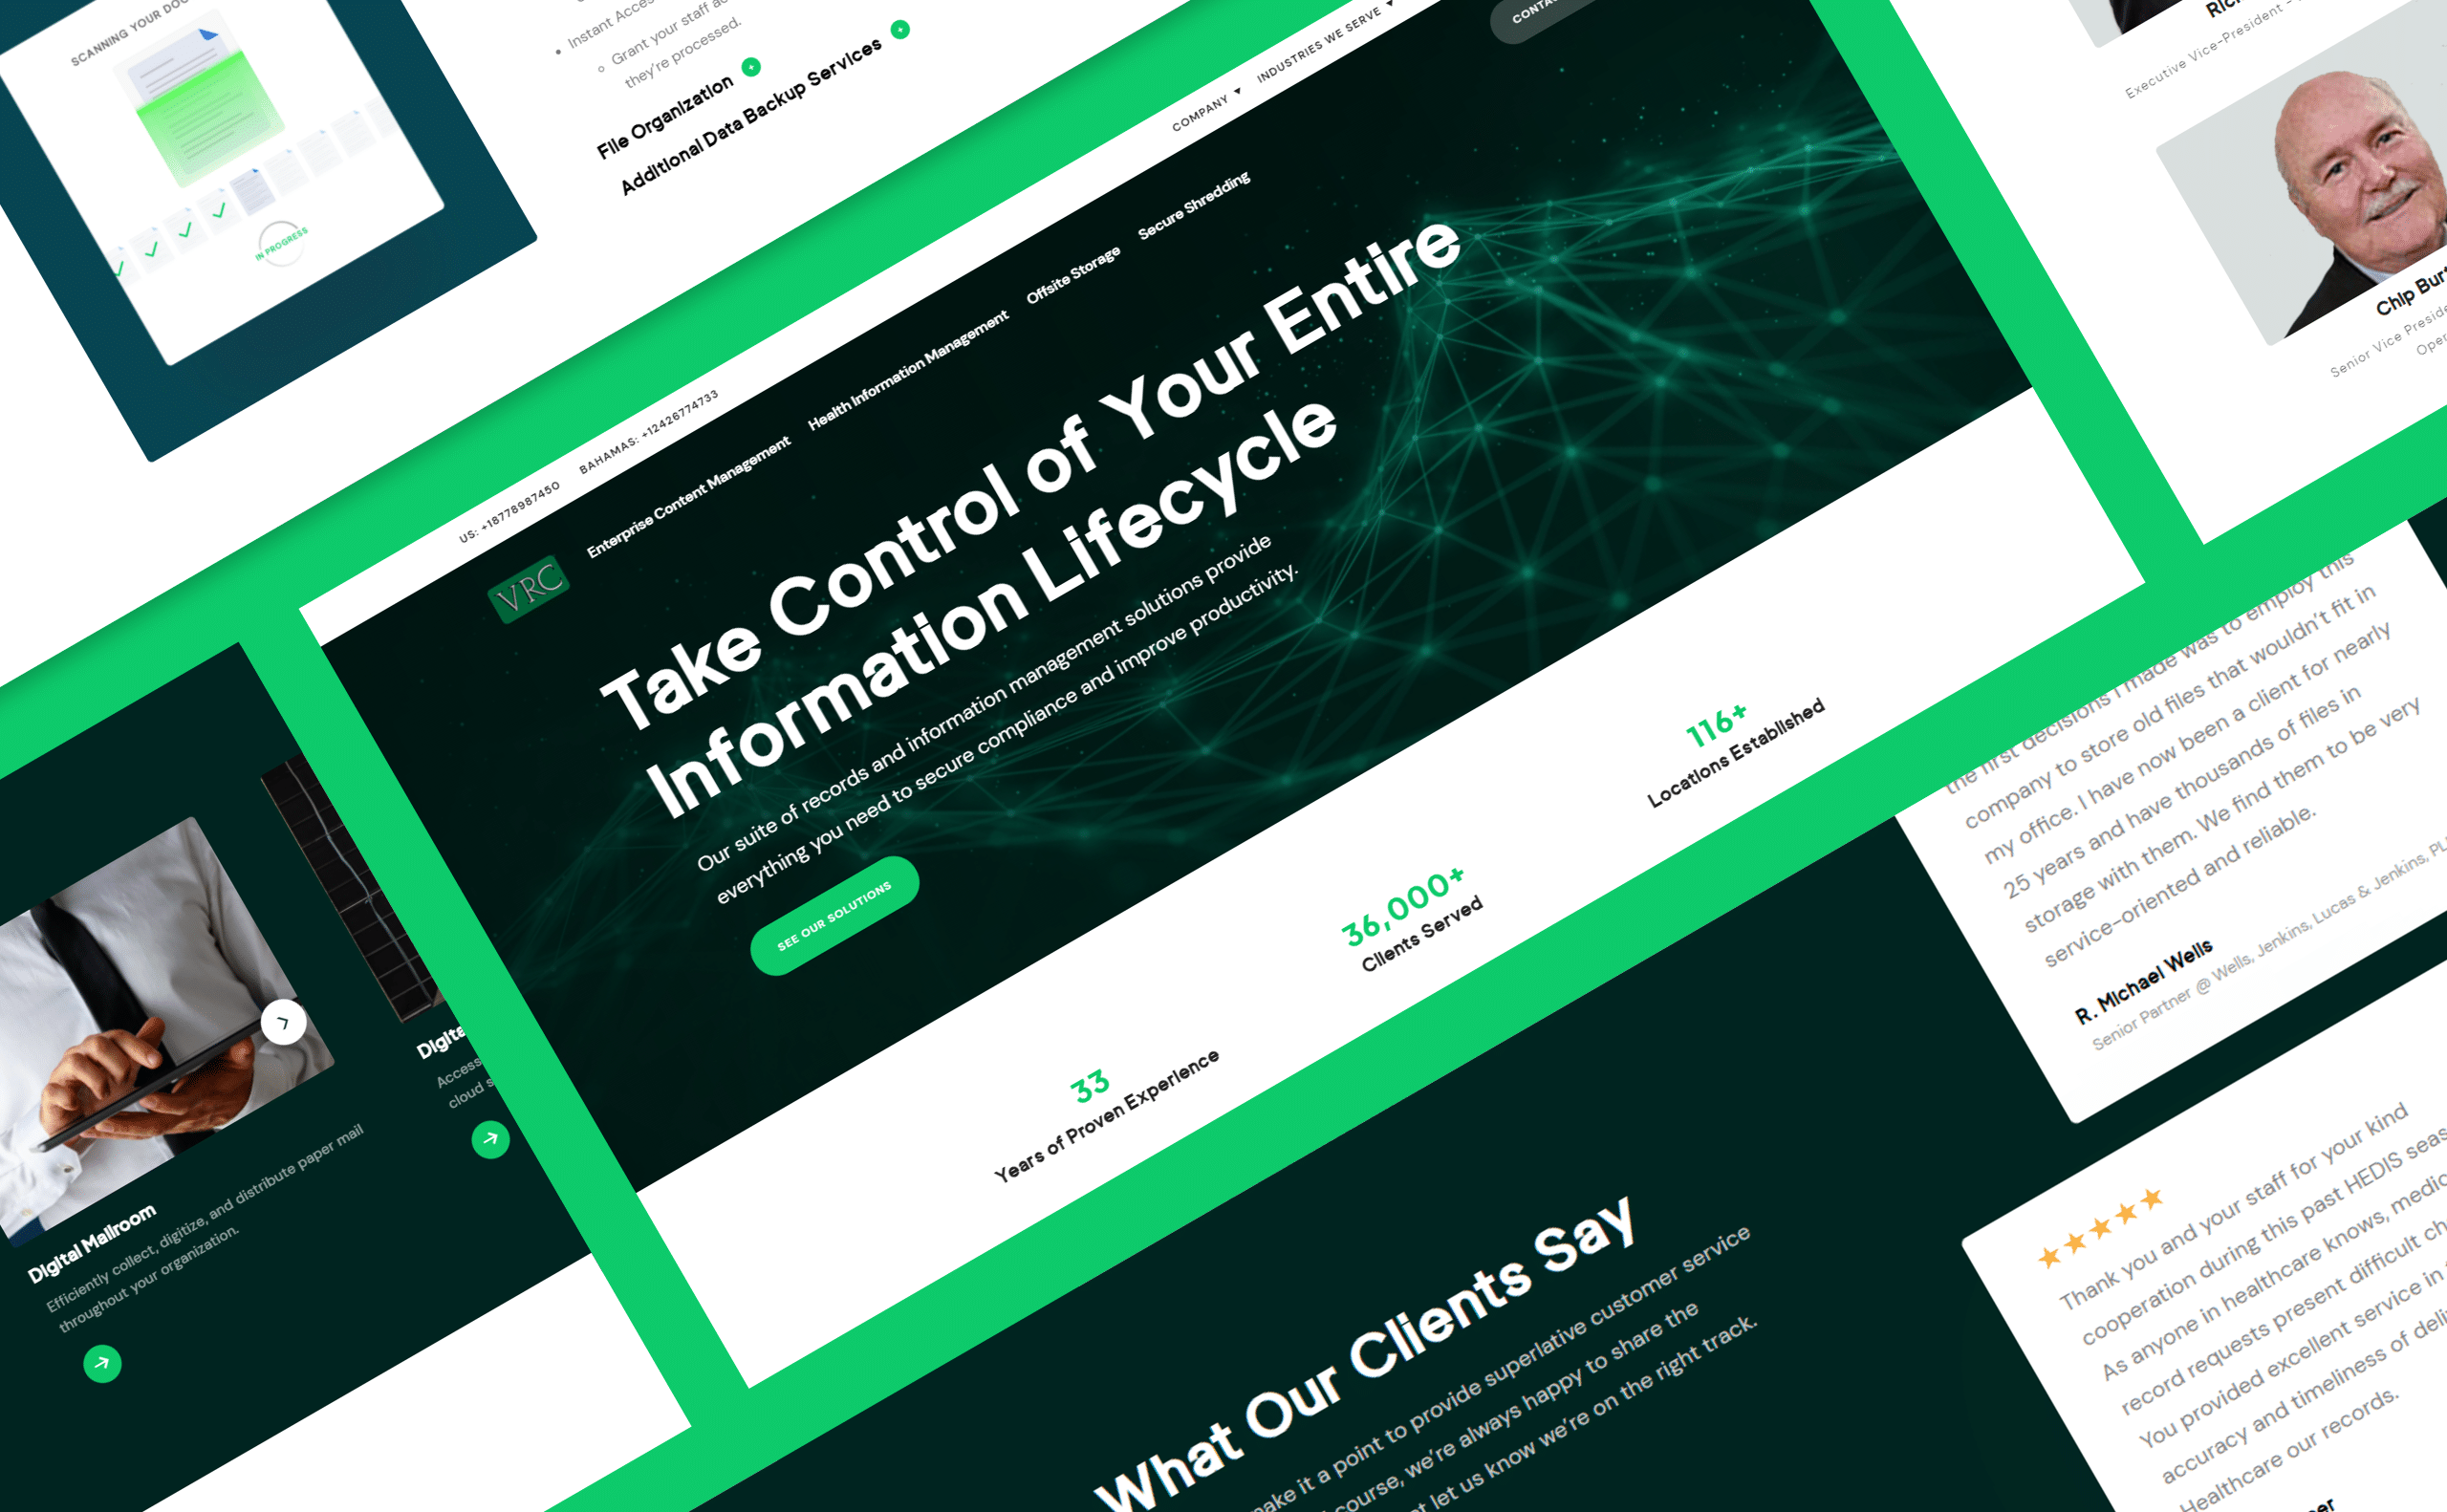 SCANNING YOUR DOC
IN PROGRESS
Instant Acces
Grant your staff ac
they're processed.
File Organization
Additional Data Backup Services
US: +18778987450
BAHAMAS: +12426774733
COMPANY
INDUSTRIES WE SERVE
CONTA
VRC
Enterprise Content Management
Health Information Management
Offsite Storage
Secure Shredding
Take Control of Your Entire
Information Lifecycle
Our suite of records and information management solutions provide
everything you need to secure compliance and improve productivity.
SEE OUR SOLUTIONS
33
Years of Proven Experience
36,000+
Clients Served
116+
Locations Established
Executive Vice-President -
Chip Burt
Senior Vice Preside
Oper
Digital Mailroom
Efficiently collect, digitize, and distribute paper mail
throughout your organization.
Digita
Access
cloud s
What Our Clients Say
make it a point to provide superlative customer service
course, we're always happy to share the
let us know we're on the right track.
the first decisions I made was to employ this
company to store old files that wouldn't fit in
my office. I have now been a client for nearly
25 years and have thousands of files in
storage with them. We find them to be very
service-oriented and reliable.
R. Michael Wells
Senior Partner @ Wells, Jenkins, Lucas & Jenkins, PL
Thank you and your staff for your kind
cooperation during this past HEDIS seas
As anyone in healthcare knows, medic
record requests present difficult ch
You provided excellent service in
accuracy and timeliness of deli
Healthcare our records.